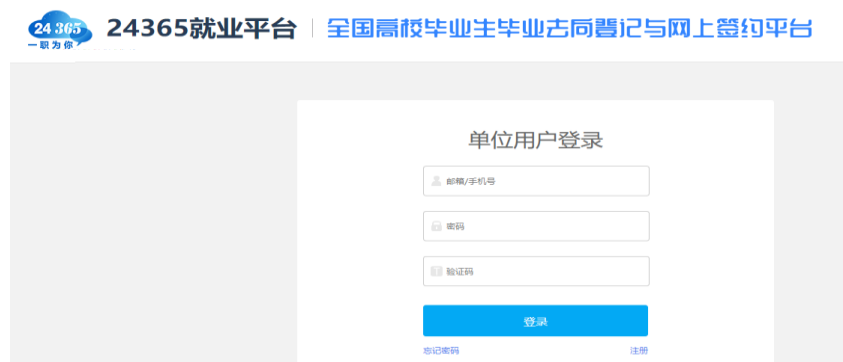 24365
一职为你
24365就业平台
全国高校毕业生毕业去向登记与网上签约平台
单位用户登录
邮箱/手机号
密码
验证码
登录
忘记密码 注册